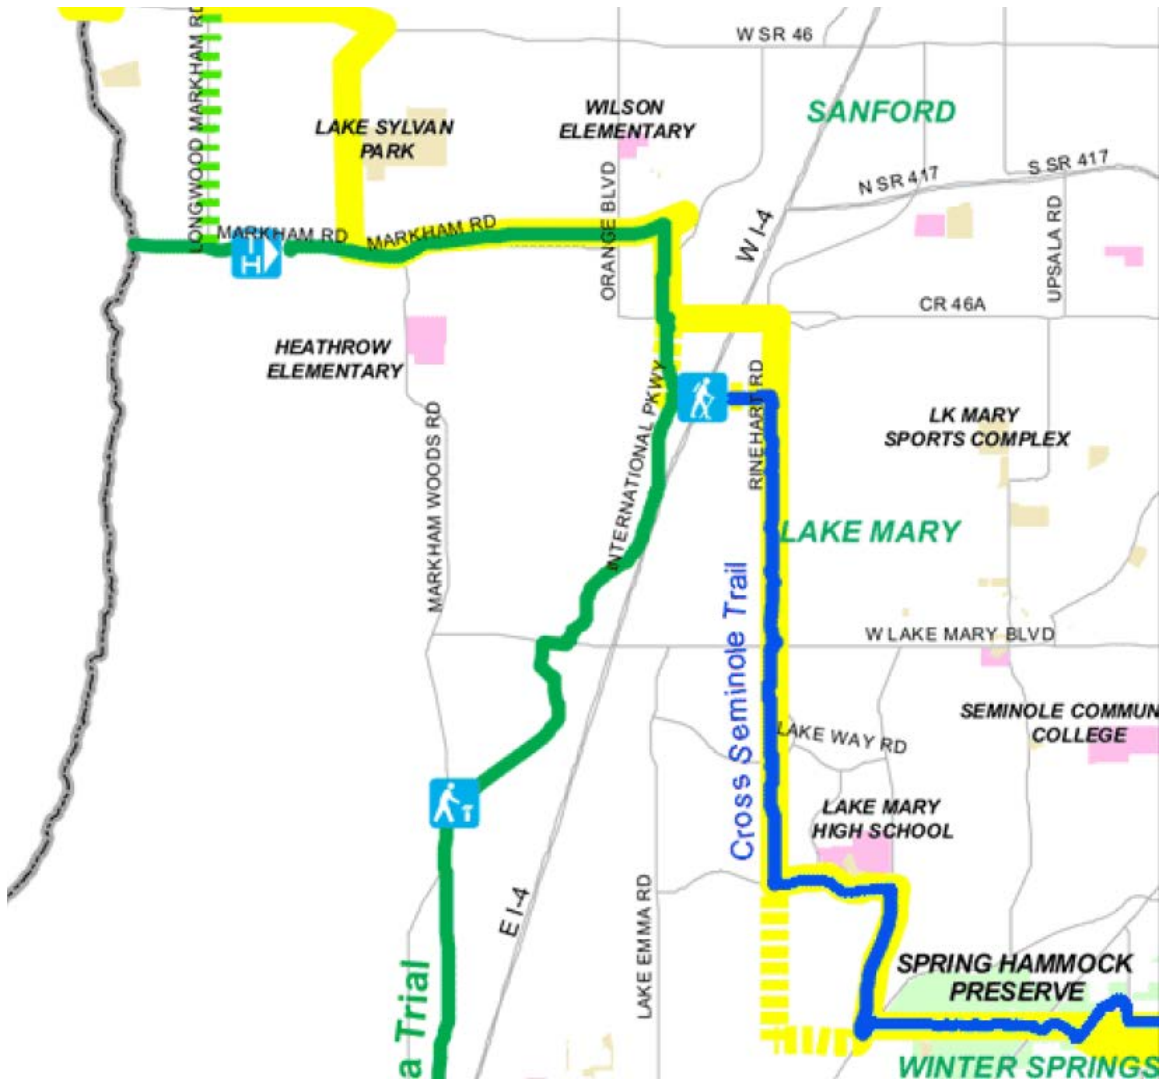 W SR 46
LONGWOOD MARKHAM RD
LAKE SYLVAN
PARK
WILSON
ELEMENTARY
SANFORD
N SR 417
S SR 417
ORANGE BLVD
MARKHAM RD
MARKHAM RD
W I-4
UPSALA RD
CR 46A
H
HEATHROW
ELEMENTARY
INTERNATIONAL PKWY
RINEHART RD
MARKHAM WOODS RD
LK MARY
SPORTS COMPLEX
LAKE MARY
Cross Seminole Trail
W LAKE MARY BLVD
SEMINOLE COMMUN
COLLEGE
LAKE WAY RD
LAKE MARY
HIGH SCHOOL
E I-4
LAKE EMMA RD
a Trial
SPRING HAMMOCK
PRESERVE
WINTER SPRINGS